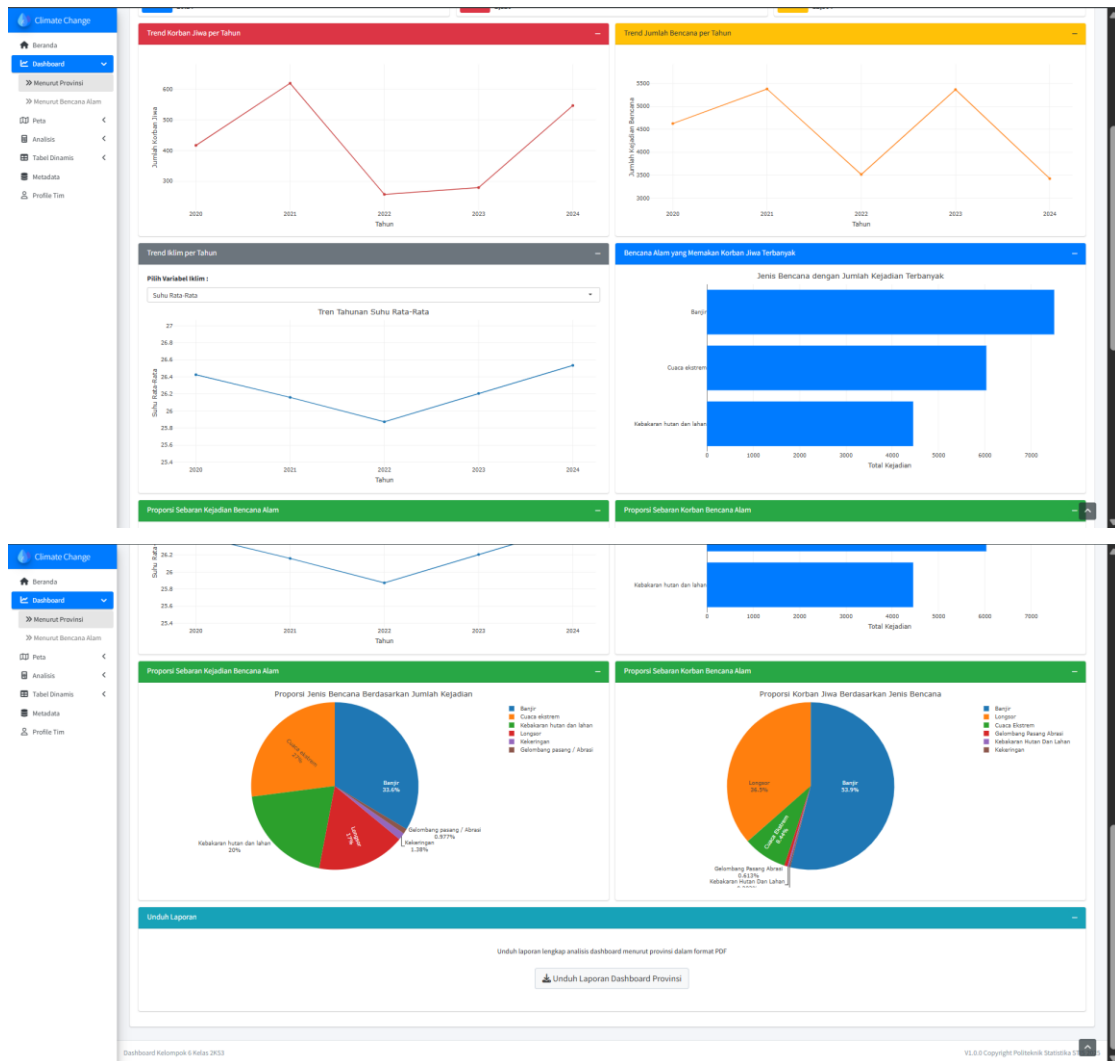 Climate Change
Beranda
Dashboard
Menurut Provinsi
Menurut Bencana Alam
Peta
Analisis
Tabel Dinamis
Metadata
Profile Tim
Trend Korban Jiwa per Tahun
Jumlah Korban Jiwa
600
500
400
300
2020
2021
2022
2023
2024
Tahun
Trend Jumlah Bencana per Tahun
Jumlah Kejadian Bencana
5500
5000
4500
4000
3500
3000
2020
2021
2022
2023
2024
Tahun
Trend Iklim per Tahun
Pilih Variabel Iklim :
Suhu Rata-Rata
Tren Tahunan Suhu Rata-Rata
Suhu Rata-Rata
27
26.8
26.6
26.4
26.2
26
25.8
25.6
25.4
2020
2021
2022
2023
2024
Tahun
Bencana Alam yang Memakan Korban Jiwa Terbanyak
Jenis Bencana dengan Jumlah Kejadian Terbanyak
Banjir
Cuaca ekstrem
Kebakaran hutan dan lahan
0
1000
2000
3000
4000
5000
6000
7000
Total Kejadian
Proporsi Sebaran Kejadian Bencana Alam
Proporsi Sebaran Korban Bencana Alam
Climate Change
Beranda
Dashboard
Menurut Provinsi
Menurut Bencana Alam
Peta
Analisis
Tabel Dinamis
Metadata
Profile Tim
26.2
26
25.8
25.6
25.4
2020
2021
2022
2023
2024
Tahun
Kebakaran hutan dan lahan
0
1000
2000
3000
4000
5000
6000
7000
Total Kejadian
Proporsi Sebaran Kejadian Bencana Alam
Proporsi Jenis Bencana Berdasarkan Jumlah Kejadian
Banjir
Cuaca ekstrem
Kebakaran hutan dan lahan
Longsor
Kekeringan
Gelombang pasang / Abrasi
Cuaca ekstrem
27%
Banjir
33.6%
Gelombang pasang / Abrasi
0.977%
Kekeringan
1.38%
Longsor
17%
Kebakaran hutan dan lahan
20%
Proporsi Sebaran Korban Bencana Alam
Proporsi Korban Jiwa Berdasarkan Jenis Bencana
Banjir
Longsor
Cuaca Ekstrem
Gelombang Pasang Abrasi
Kebakaran Hutan Dan Lahan
Kekeringan
Longsor
Banjir
53.9%
Cuaca Ekstrem
Gelombang Pasang Abrasi
0.613%
Kebakaran Hutan Dan Lahan
Unduh Laporan
Unduh laporan lengkap analisis dashboard menurut provinsi dalam format PDF
Unduh Laporan Dashboard Provinsi
Dashboard Kelompok 6 Kelas 2KS3
V1.0.0 Copyright Politeknik Statistika